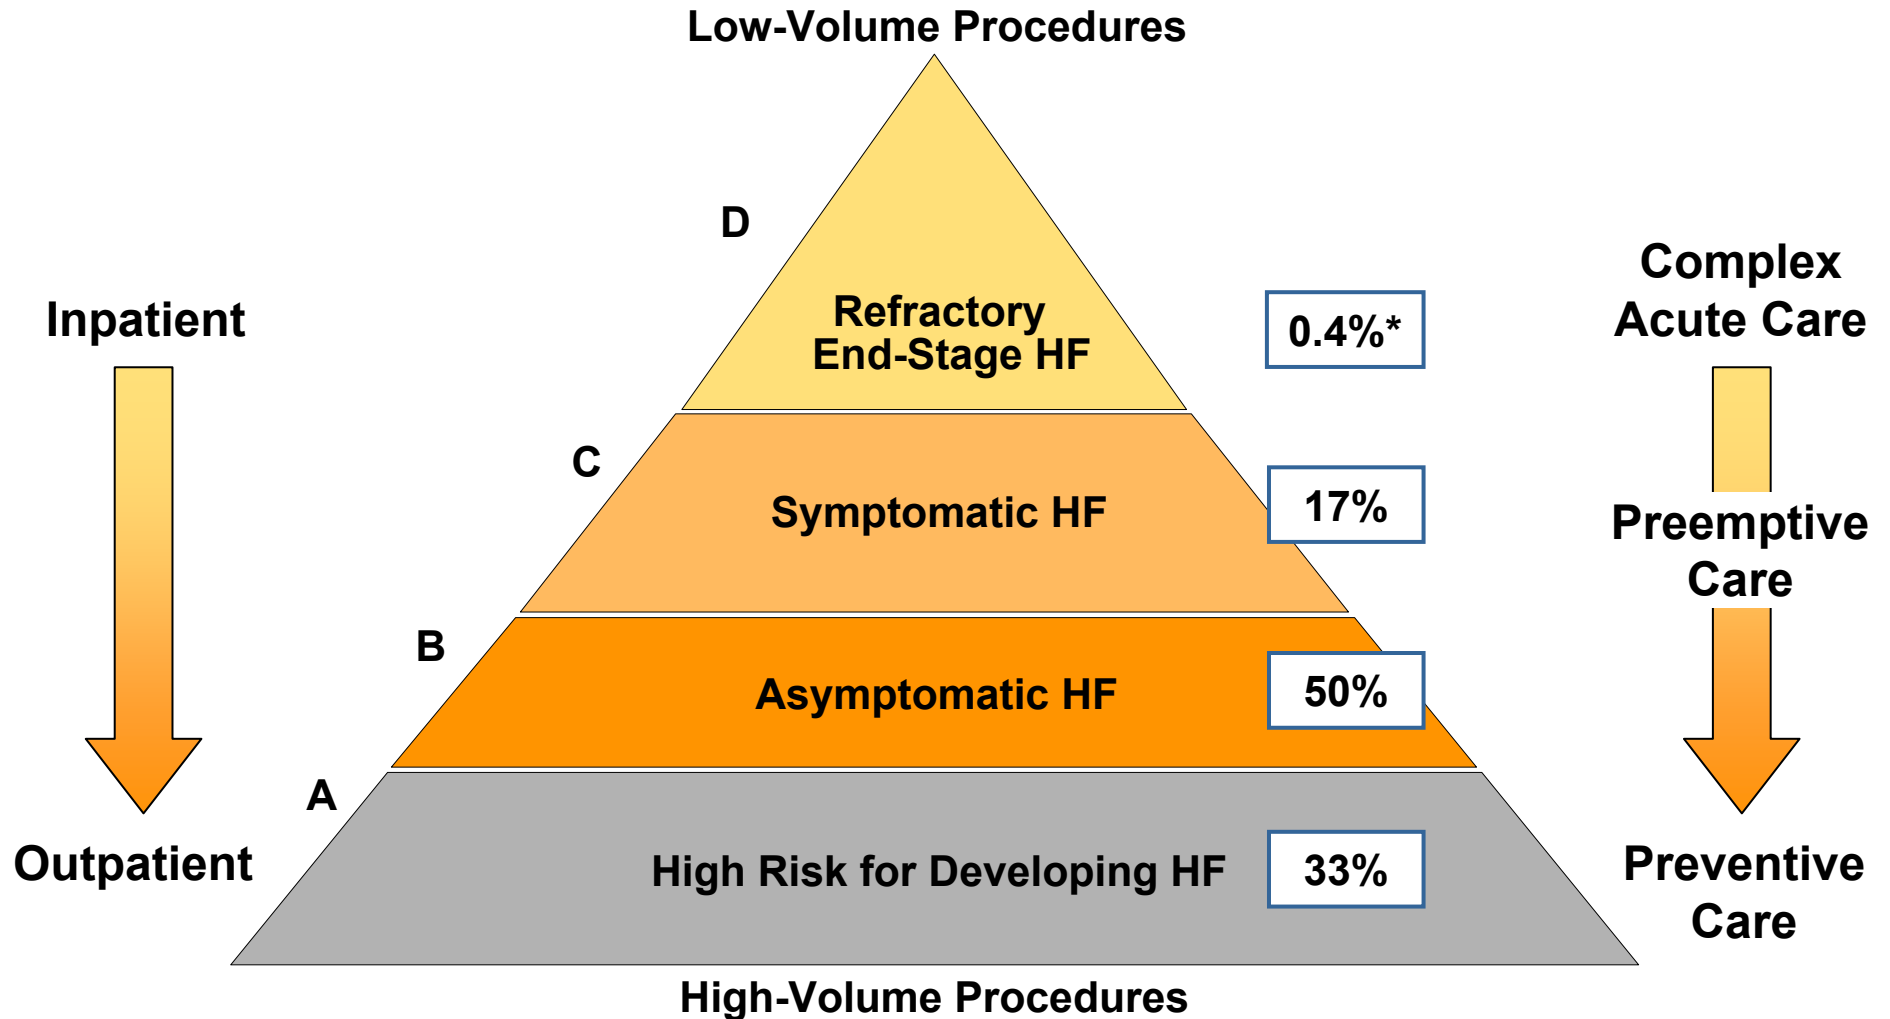 Low-Volume Procedures
D
Refractory
End-Stage HF
0.4%*
Complex
Acute Care
Inpatient
C
Symptomatic HF
17%
Preemptive
Care
B
Asymptomatic HF
50%
A
High Risk for Developing HF
33%
Outpatient
Preventive
Care
High-Volume Procedures